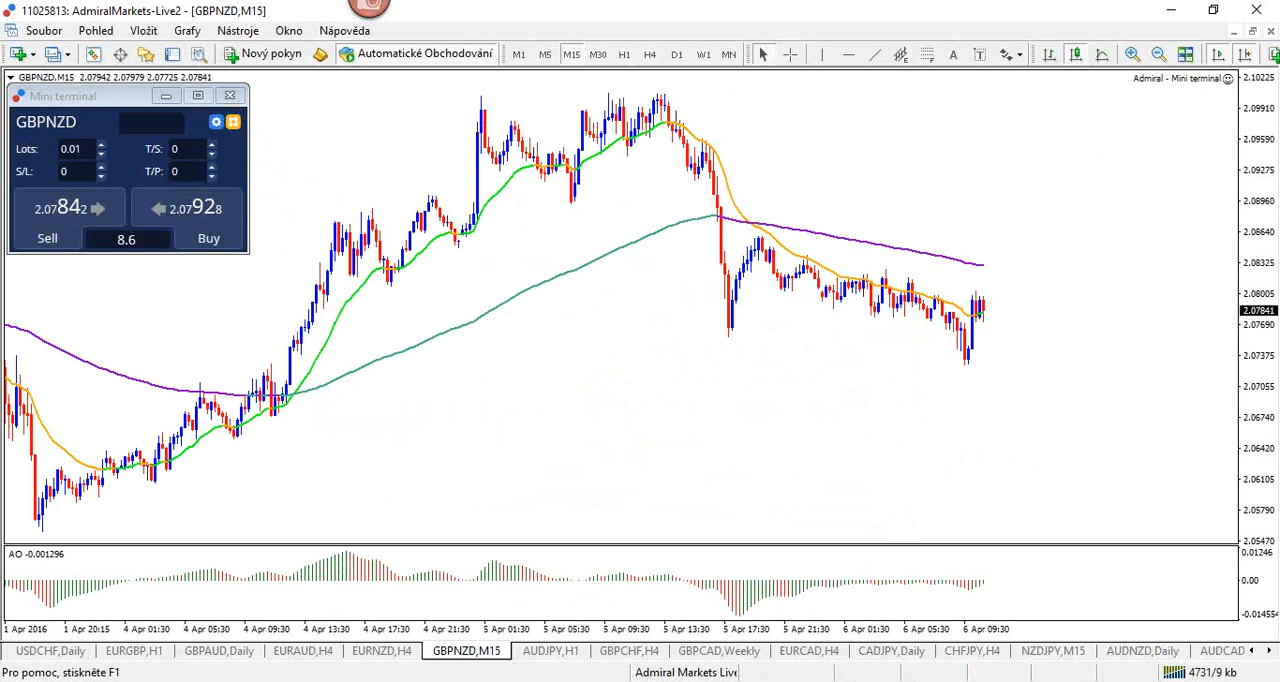 11025813: AdmiralMarkets-Live2 - [GBPNZD,M15]
Soubor Pohled Vložit Grafy Nástroje Okno Nápověda
Nový pokyn Automatické Obchodování M1 M5 M15 M30 H1 H4 D1 W1 MN A T
GBPNZD,M15 2.07942 2.07979 2.07725 2.07841
Admiral - Mini terminal
Mini terminal
GBPNZD
Lots: 0.01 T/S: 0
S/L: 0 T/P: 0
2.07842 2.07928
Sell 8.6 Buy
2.10225
2.09910
2.09590
2.09275
2.08960
2.08640
2.08325
2.08005
2.07841
2.07690
2.07375
2.07055
2.06740
2.06420
2.06105
2.05790
2.05470
AO -0.001296
0.01246
0.00
-0.014554
1 Apr 2016 1 Apr 20:15 4 Apr 01:30 4 Apr 05:30 4 Apr 09:30 4 Apr 13:30 4 Apr 17:30 4 Apr 21:30 5 Apr 01:30 5 Apr 05:30 5 Apr 09:30 5 Apr 13:30 5 Apr 17:30 5 Apr 21:30 6 Apr 01:30 6 Apr 05:30 6 Apr 09:30
USDCHF,Daily EURGBP,H1 GBPAUD,Daily EURAUD,H4 EURNZD,H4 GBPNZD,M15 AUDJPY,H1 GBPCHF,H4 GBPCAD,Weekly EURCAD,H4 CADJPY,Daily CHFJPY,H4 NZDJPY,M15 AUDNZD,Daily AUDCAD
Pro pomoc, stiskněte F1 Admiral Markets Live 4731/9 kb